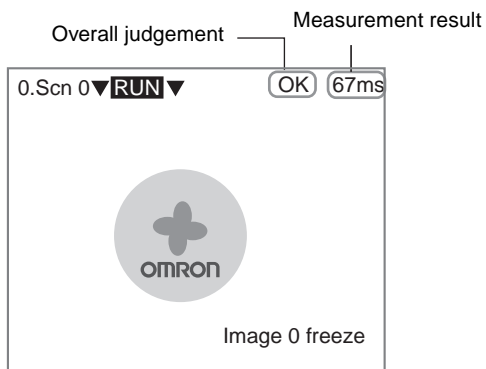 Measurement result
Overall judgement
0.Scn 0▼ RUN ▼ OK 67ms
OMRON
Image 0 freeze